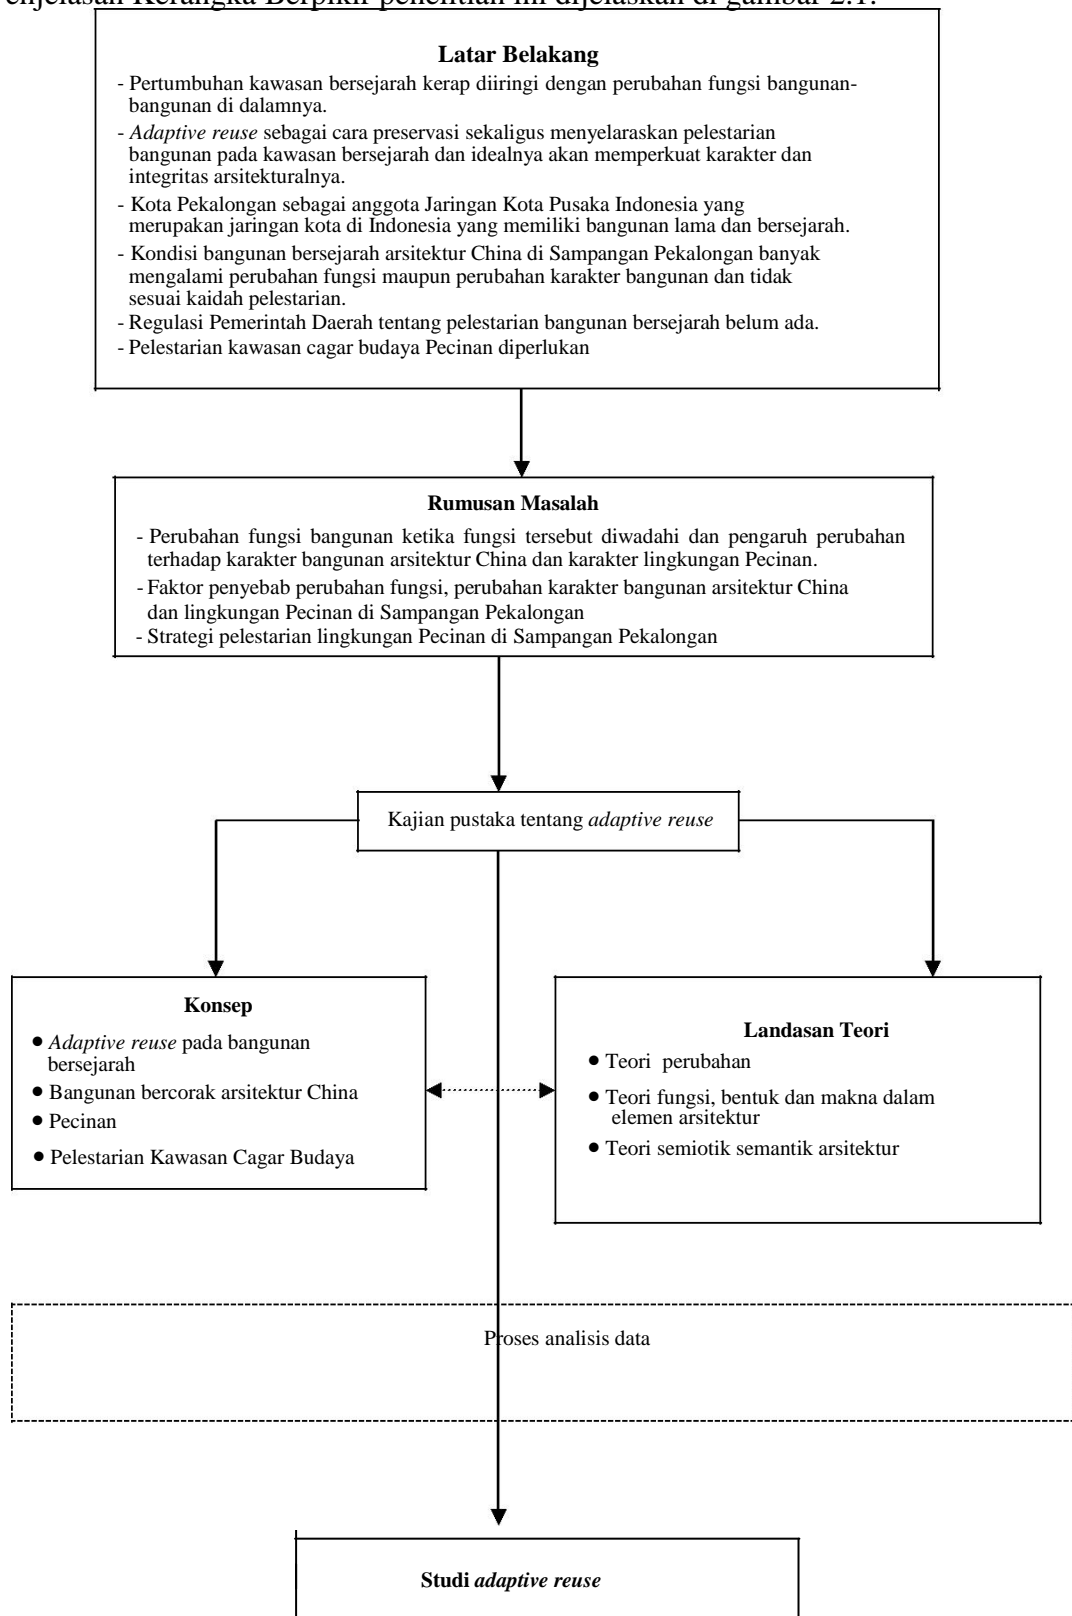 enjelasan Kerangka Berpikir penelitian ini dijelaskan di gambar 2.1.
Latar Belakang
- Pertumbuhan kawasan bersejarah kerap diiringi dengan perubahan fungsi bangunan-
bangunan di dalamnya.
- Adaptive reuse sebagai cara preservasi sekaligus menyelaraskan pelestarian
bangunan pada kawasan bersejarah dan idealnya akan memperkuat karakter dan
integritas arsitekturalnya.
- Kota Pekalongan sebagai anggota Jaringan Kota Pusaka Indonesia yang
merupakan jaringan kota di Indonesia yang memiliki bangunan lama dan bersejarah.
- Kondisi bangunan bersejarah arsitektur China di Sampangan Pekalongan banyak
mengalami perubahan fungsi maupun perubahan karakter bangunan dan tidak
sesuai kaidah pelestarian.
- Regulasi Pemerintah Daerah tentang pelestarian bangunan bersejarah belum ada.
- Pelestarian kawasan cagar budaya Pecinan diperlukan
Rumusan Masalah
- Perubahan fungsi bangunan ketika fungsi tersebut diwadahi dan pengaruh perubahan
terhadap karakter bangunan arsitektur China dan karakter lingkungan Pecinan.
- Faktor penyebab perubahan fungsi, perubahan karakter bangunan arsitektur China
dan lingkungan Pecinan di Sampangan Pekalongan
- Strategi pelestarian lingkungan Pecinan di Sampangan Pekalongan
Kajian pustaka tentang adaptive reuse
Konsep
• Adaptive reuse pada bangunan
bersejarah
• Bangunan bercorak arsitektur China
• Pecinan
• Pelestarian Kawasan Cagar Budaya
Landasan Teori
• Teori perubahan
• Teori fungsi, bentuk dan makna dalam
elemen arsitektur
• Teori semiotik semantik arsitektur
Proses analisis data
Studi adaptive reuse